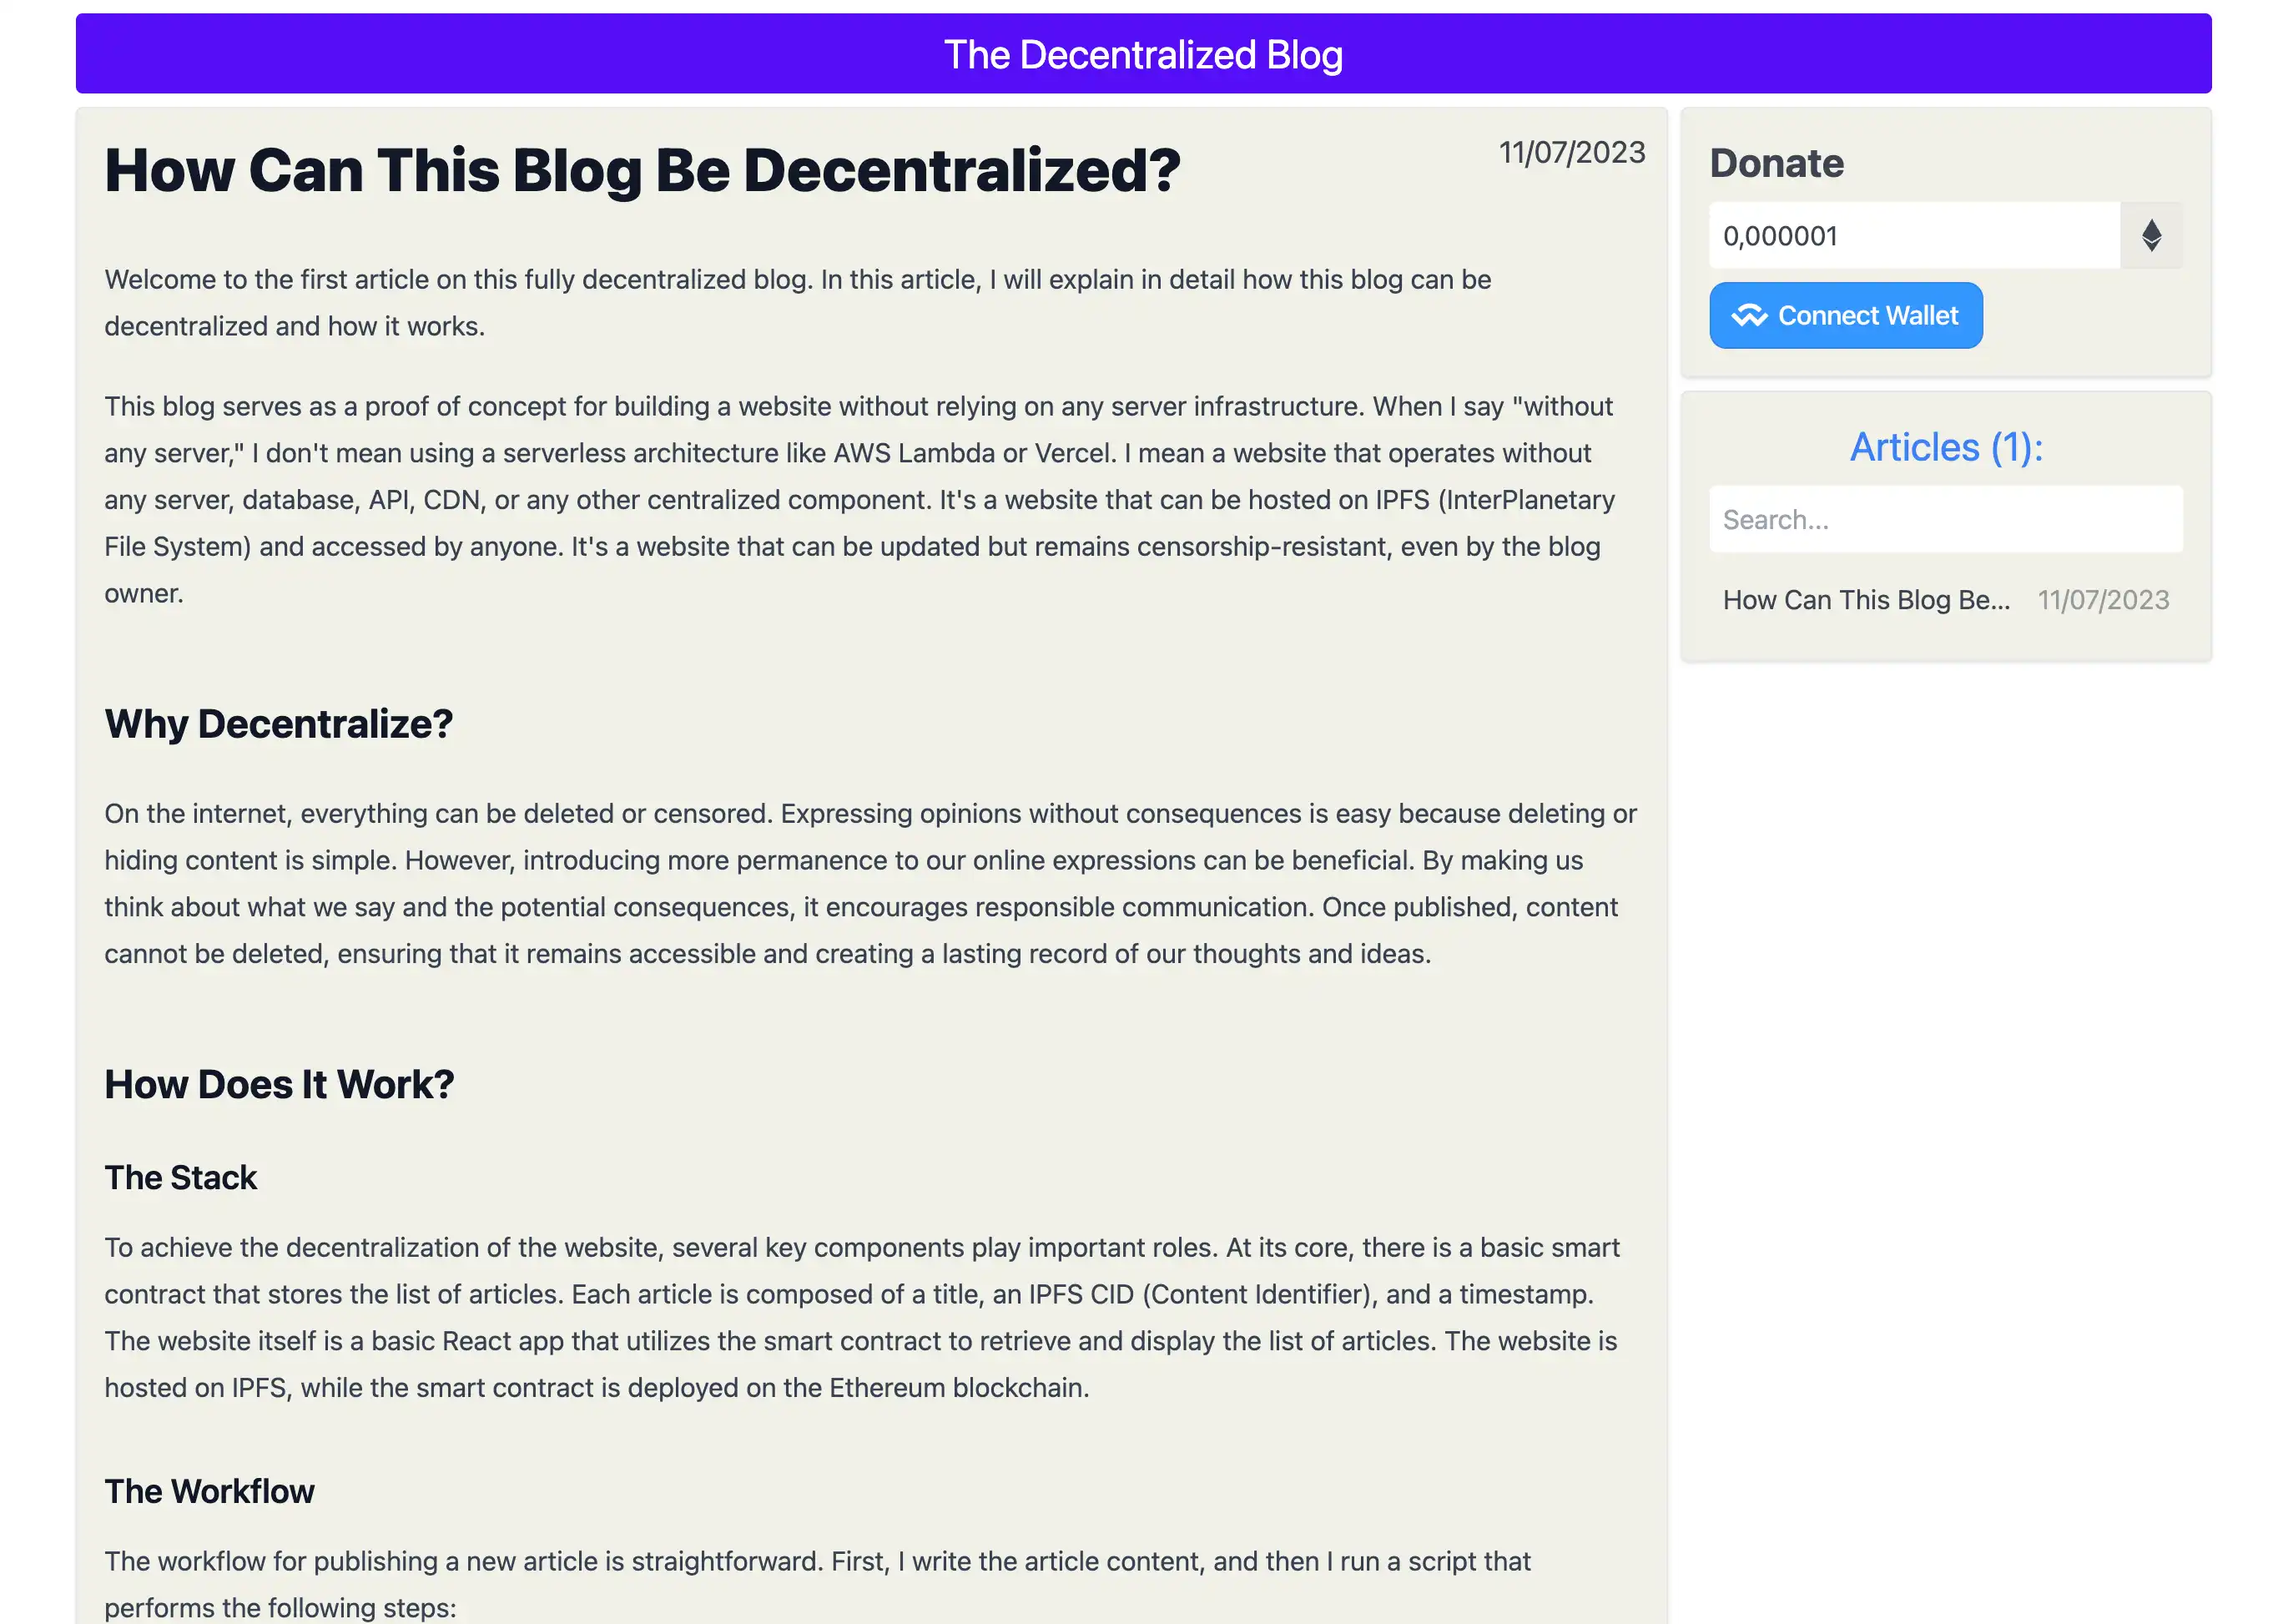 The Decentralized Blog
How Can This Blog Be Decentralized?
11/07/2023
Welcome to the first article on this fully decentralized blog. In this article, I will explain in detail how this blog can be
decentralized and how it works.
This blog serves as a proof of concept for building a website without relying on any server infrastructure. When I say "without
any server," I don't mean using a serverless architecture like AWS Lambda or Vercel. I mean a website that operates without
any server, database, API, CDN, or any other centralized component. It's a website that can be hosted on IPFS (InterPlanetary
File System) and accessed by anyone. It's a website that can be updated but remains censorship-resistant, even by the blog
owner.
Why Decentralize?
On the internet, everything can be deleted or censored. Expressing opinions without consequences is easy because deleting or
hiding content is simple. However, introducing more permanence to our online expressions can be beneficial. By making us
think about what we say and the potential consequences, it encourages responsible communication. Once published, content
cannot be deleted, ensuring that it remains accessible and creating a lasting record of our thoughts and ideas.
How Does It Work?
The Stack
To achieve the decentralization of the website, several key components play important roles. At its core, there is a basic smart
contract that stores the list of articles. Each article is composed of a title, an IPFS CID (Content Identifier), and a timestamp.
The website itself is a basic React app that utilizes the smart contract to retrieve and display the list of articles. The website is
hosted on IPFS, while the smart contract is deployed on the Ethereum blockchain.
The Workflow
The workflow for publishing a new article is straightforward. First, I write the article content, and then I run a script that
performs the following steps:
Donate
0,000001
Connect Wallet
Articles (1):
Search...
How Can This Blog Be... 11/07/2023